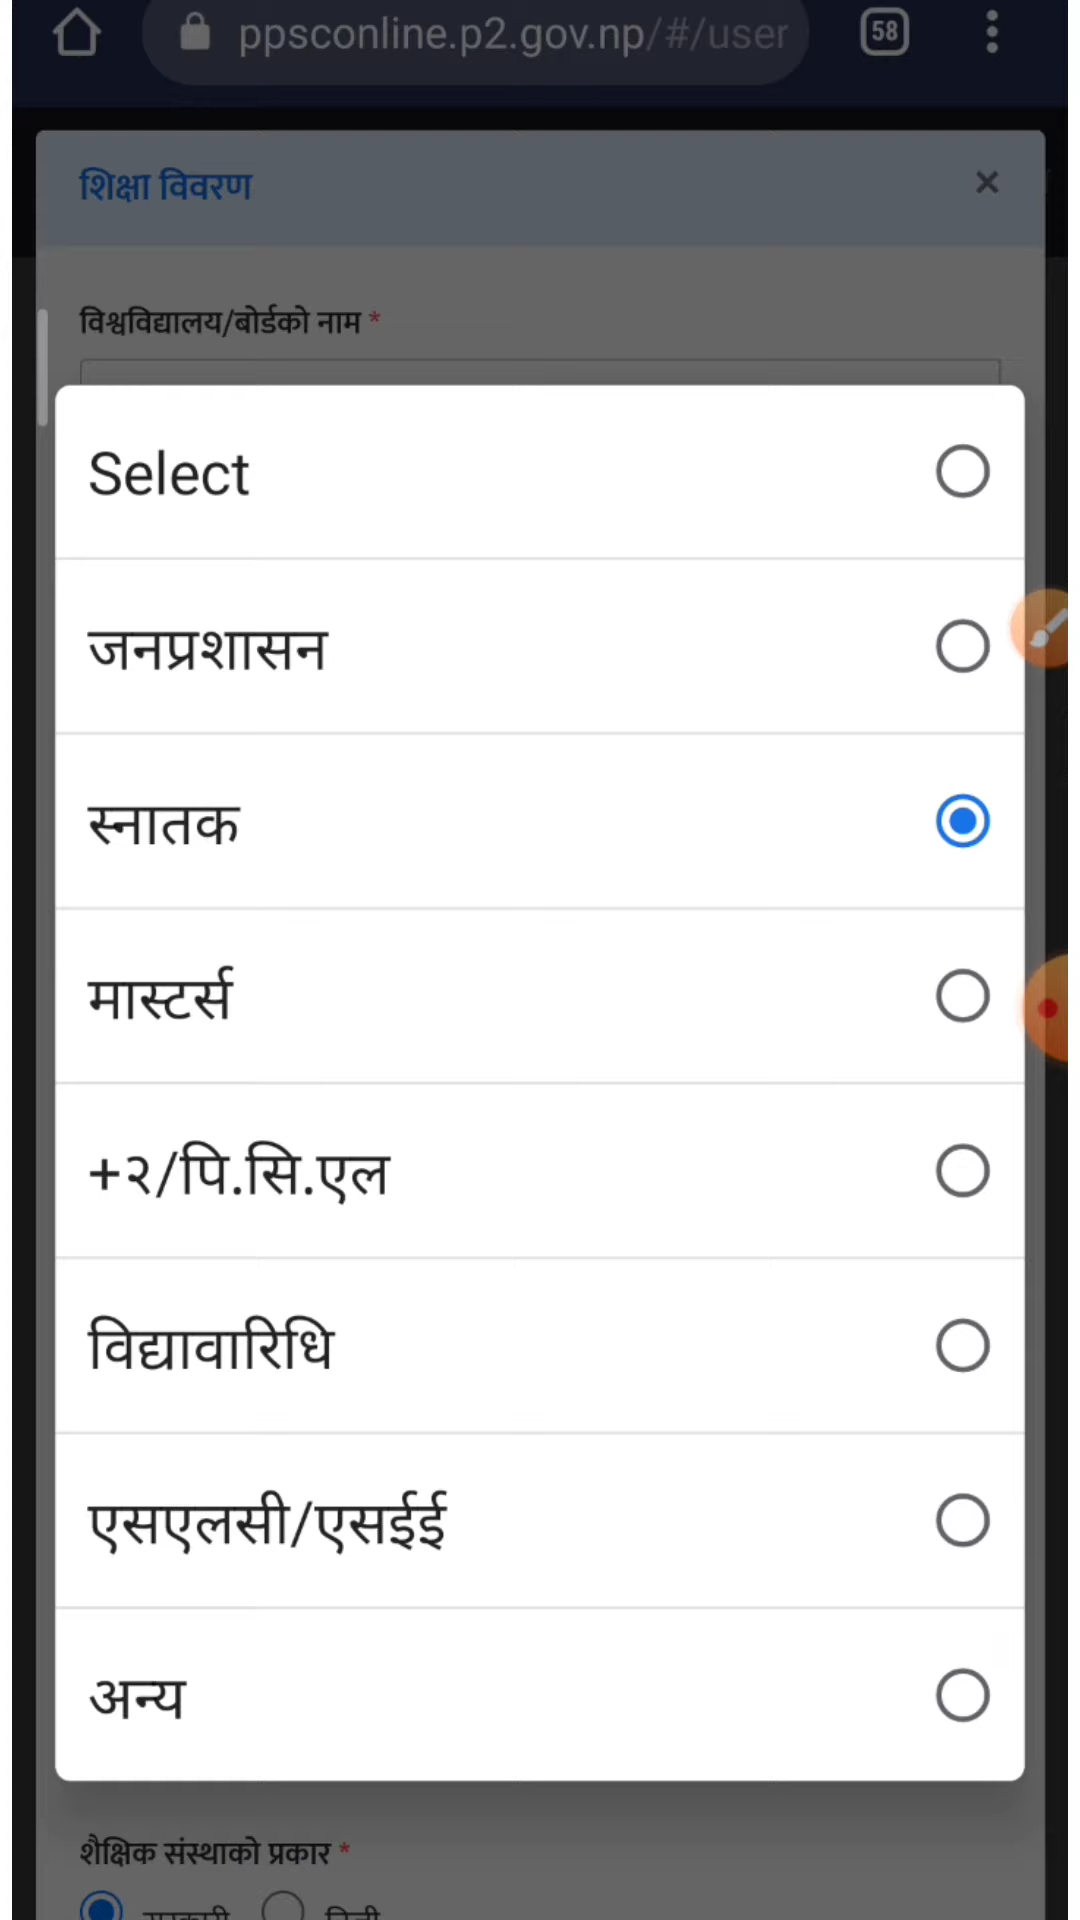 ppsconline.p2.gov.np/#/user
58
शिक्षा विवरण
×
विश्वविद्यालय/बोर्डको नाम *
Select
जनप्रशासन
स्नातक
मास्टर्स
+२/पि.सि.एल
विद्यावारिधि
एसएलसी/एसईई
अन्य
शैक्षिक संस्थाको प्रकार *